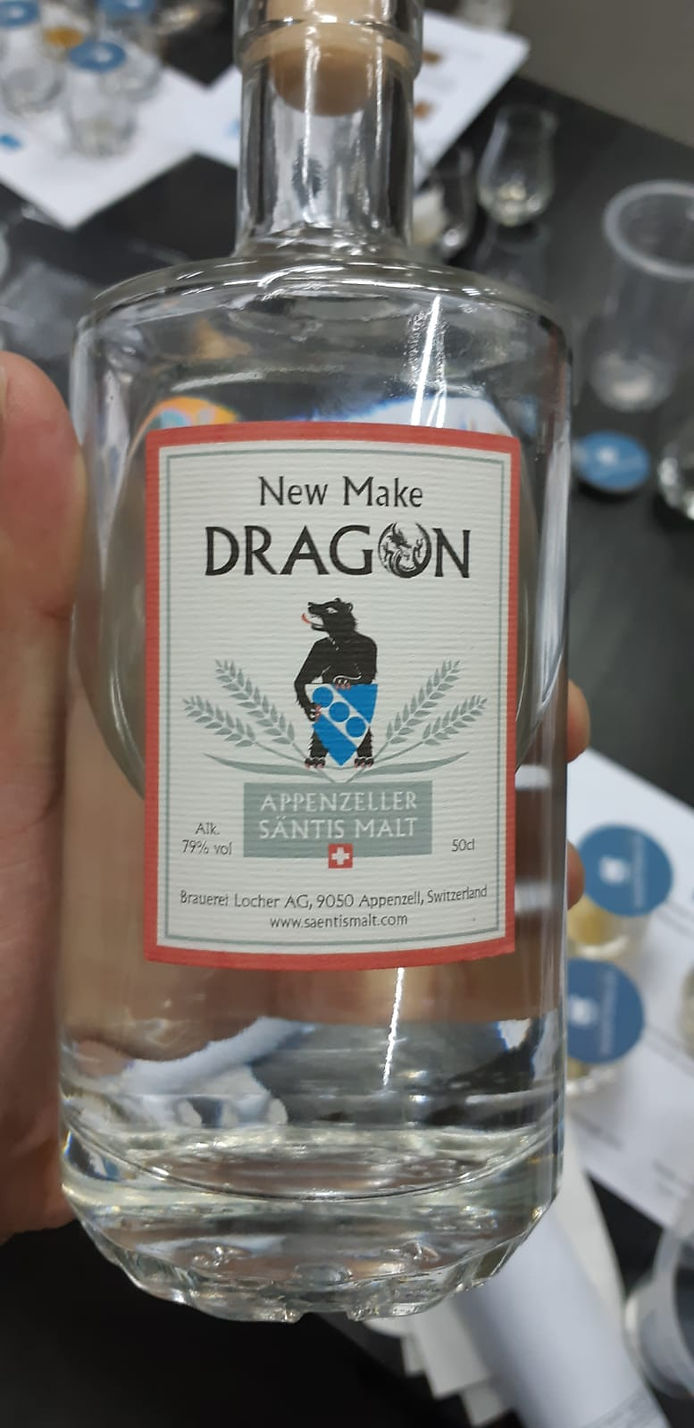 New Make
DRAGON
APPENZELLER
SÄNTIS MALT
Alk.
79% vol
50cl
Brauerei Locher AG, 9050 Appenzell, Switzerland
www.saentismalt.com